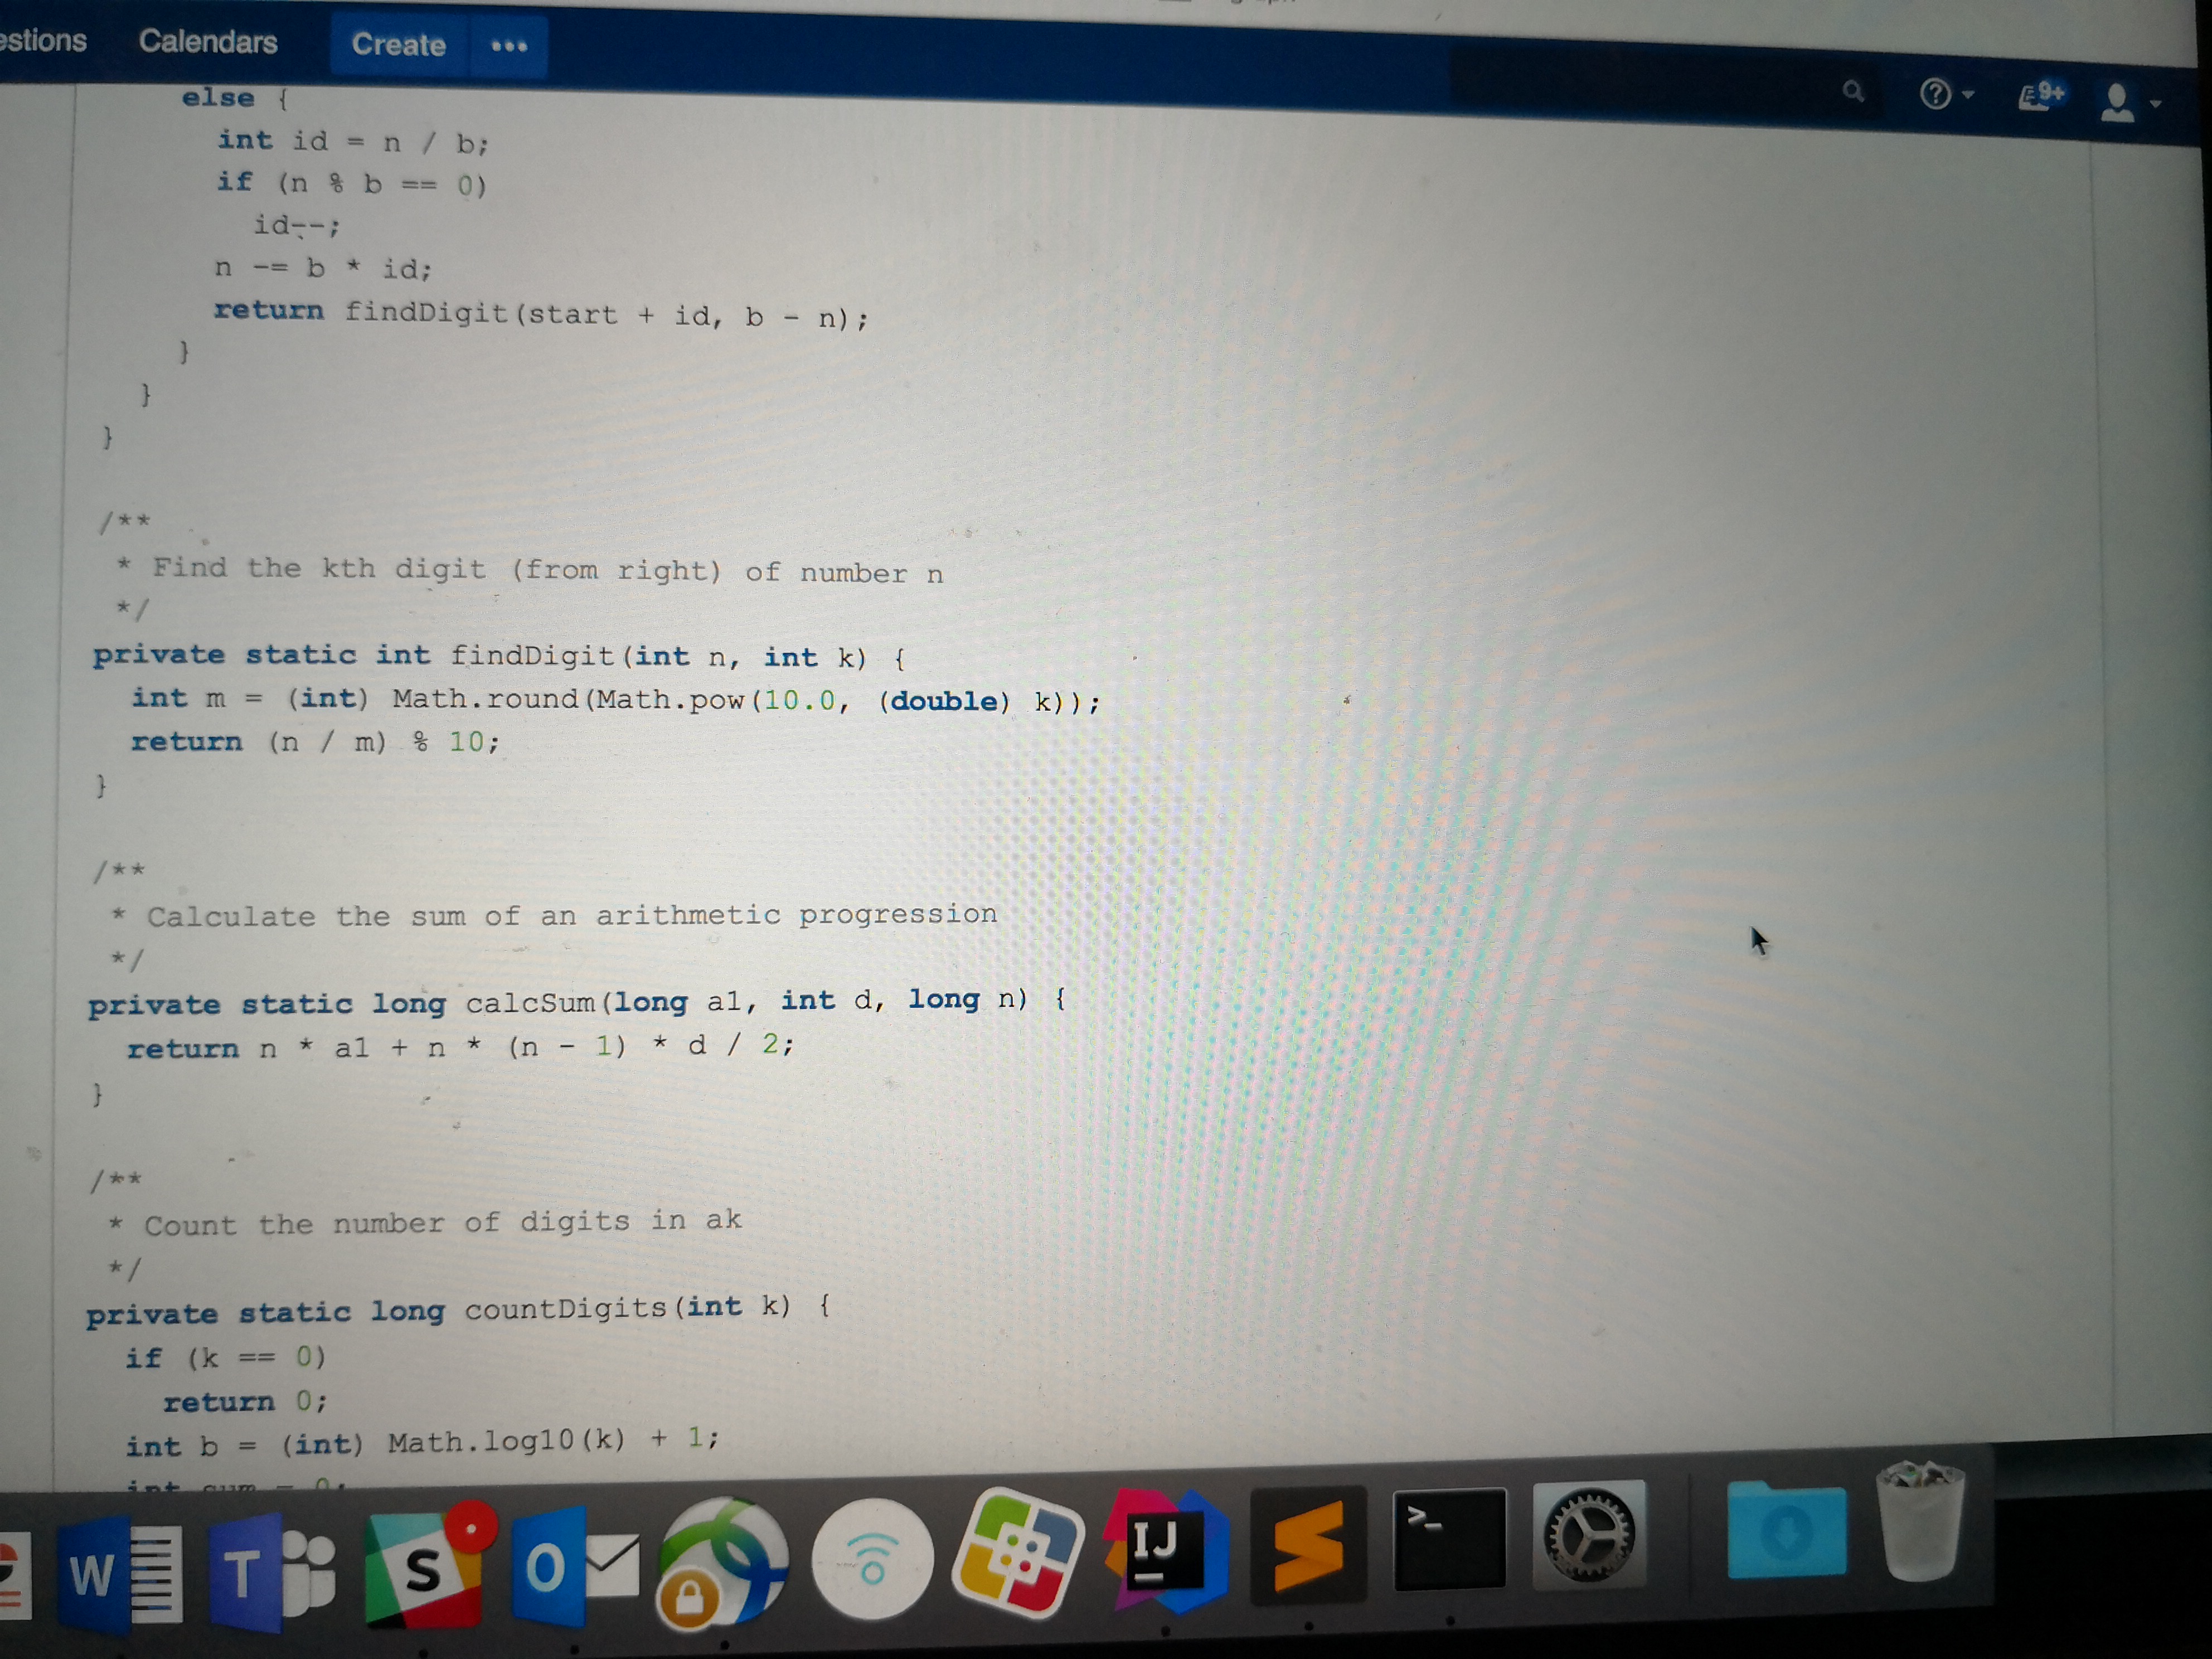 Calendars Create •••
9+
else {
int id = n / b;
if (n % b == 0)
id--;
n -= b * id;
return findDigit(start + id, b - n);
}
}
}
/**
* Find the kth digit (from right) of number n
*/
private static int findDigit(int n, int k) {
int m = (int) Math.round(Math.pow(10.0, (double) k));
return (n / m) % 10;
}
/**
* Calculate the sum of an arithmetic progression
*/
private static long calcSum(long a1, int d, long n) {
return n * a1 + n * (n - 1) * d / 2;
}
/**
* Count the number of digits in ak
*/
private static long countDigits(int k) {
if (k == 0)
return 0;
int b = (int) Math.log10(k) + 1;
int sum = 0;
W T S O IJ >_